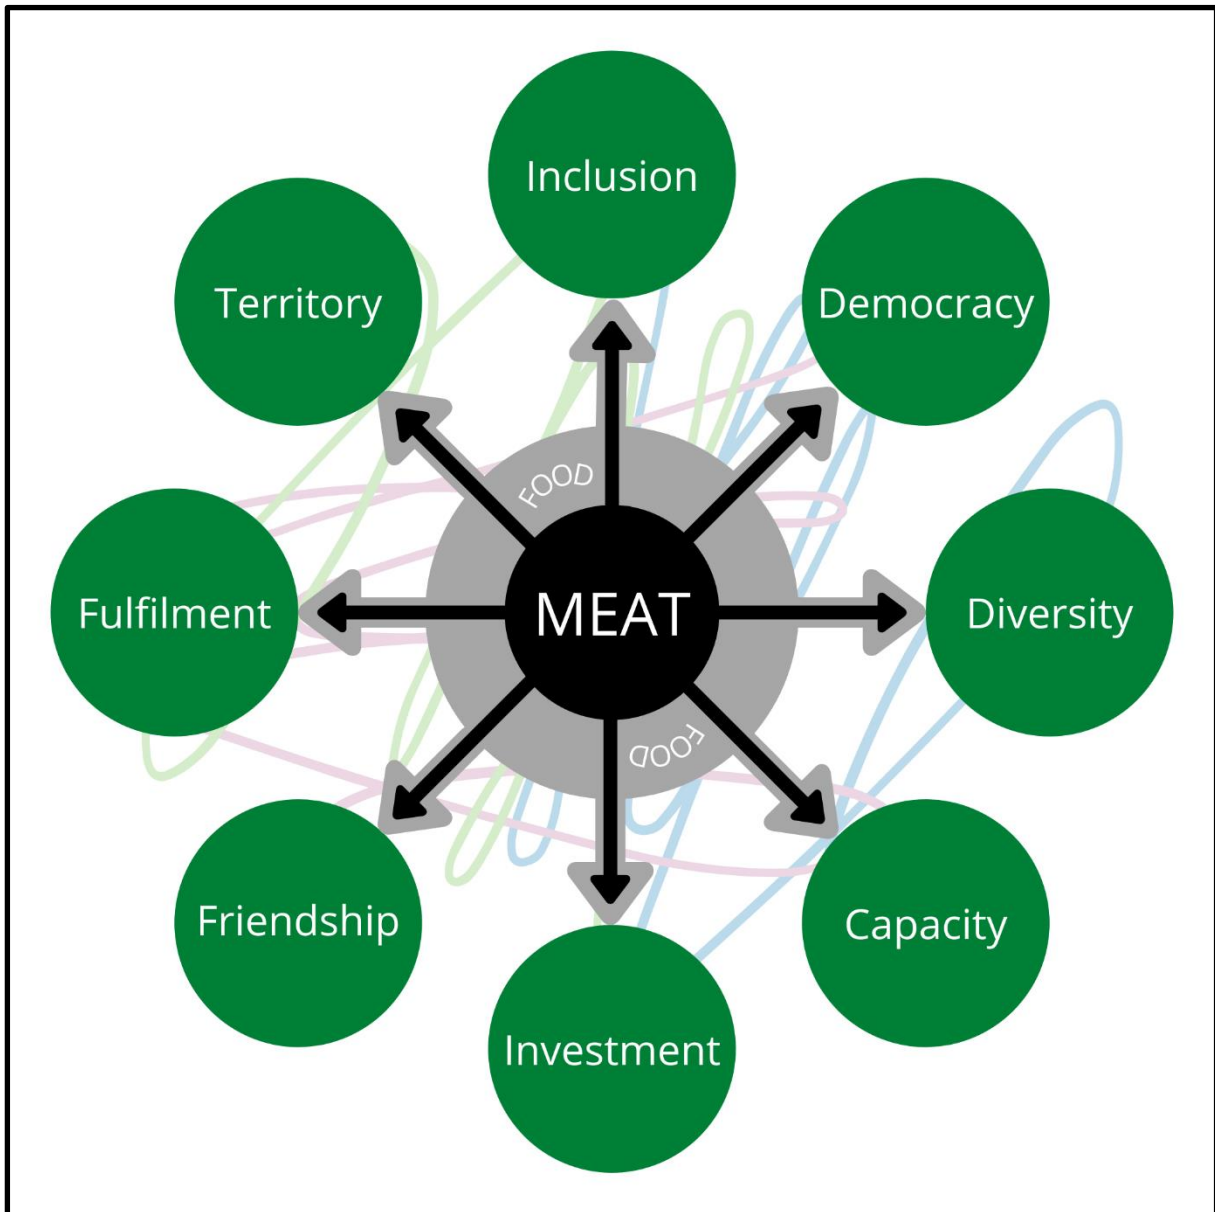 Inclusion
Territory
Democracy
FOOD
Fulfilment
MEAT
Diversity
FOOD
Friendship
Capacity
Investment